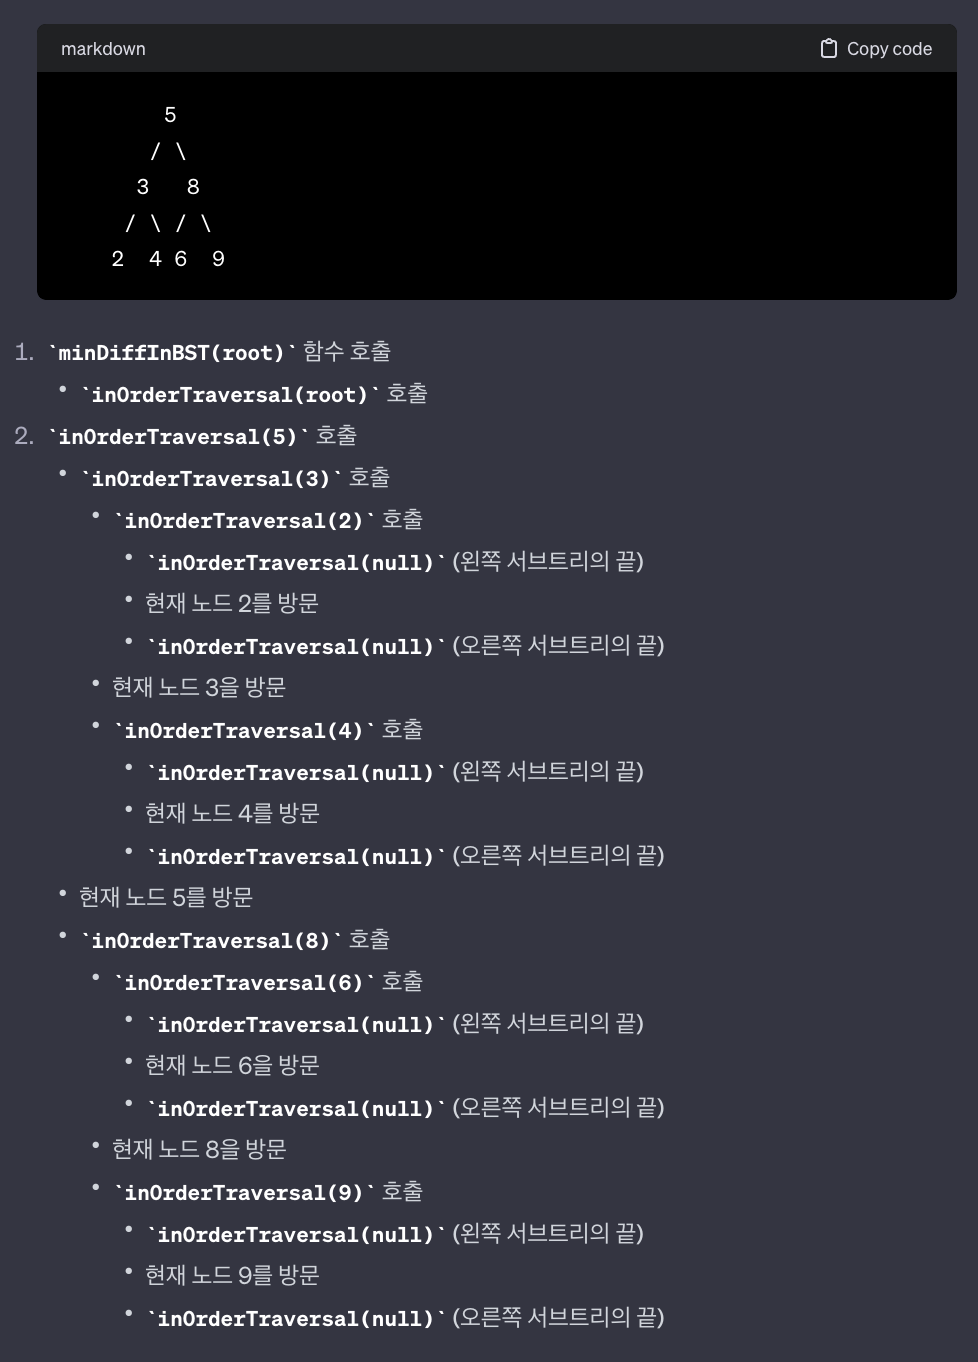 markdown
Copy code
5
/ \
3   8
/ \ / \
2  4 6  9
1. `minDiffInBST(root)` 함수 호출
• `inOrderTraversal(root)` 호출
2. `inOrderTraversal(5)` 호출
• `inOrderTraversal(3)` 호출
• `inOrderTraversal(2)` 호출
• `inOrderTraversal(null)` (왼쪽 서브트리의 끝)
• 현재 노드 2를 방문
• `inOrderTraversal(null)` (오른쪽 서브트리의 끝)
• 현재 노드 3을 방문
• `inOrderTraversal(4)` 호출
• `inOrderTraversal(null)` (왼쪽 서브트리의 끝)
• 현재 노드 4를 방문
• `inOrderTraversal(null)` (오른쪽 서브트리의 끝)
• 현재 노드 5를 방문
• `inOrderTraversal(8)` 호출
• `inOrderTraversal(6)` 호출
• `inOrderTraversal(null)` (왼쪽 서브트리의 끝)
• 현재 노드 6을 방문
• `inOrderTraversal(null)` (오른쪽 서브트리의 끝)
• 현재 노드 8을 방문
• `inOrderTraversal(9)` 호출
• `inOrderTraversal(null)` (왼쪽 서브트리의 끝)
• 현재 노드 9를 방문
• `inOrderTraversal(null)` (오른쪽 서브트리의 끝)